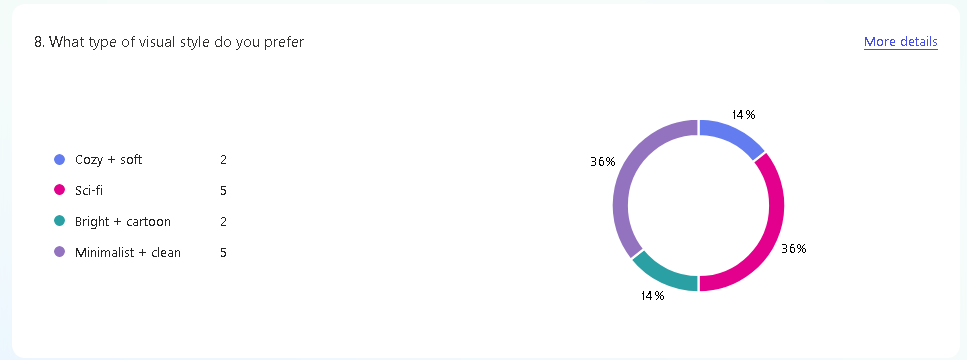 8. What type of visual style do you prefer
More details
Cozy + soft 2
Sci-fi 5
Bright + cartoon 2
Minimalist + clean 5
14%
36%
36%
14%